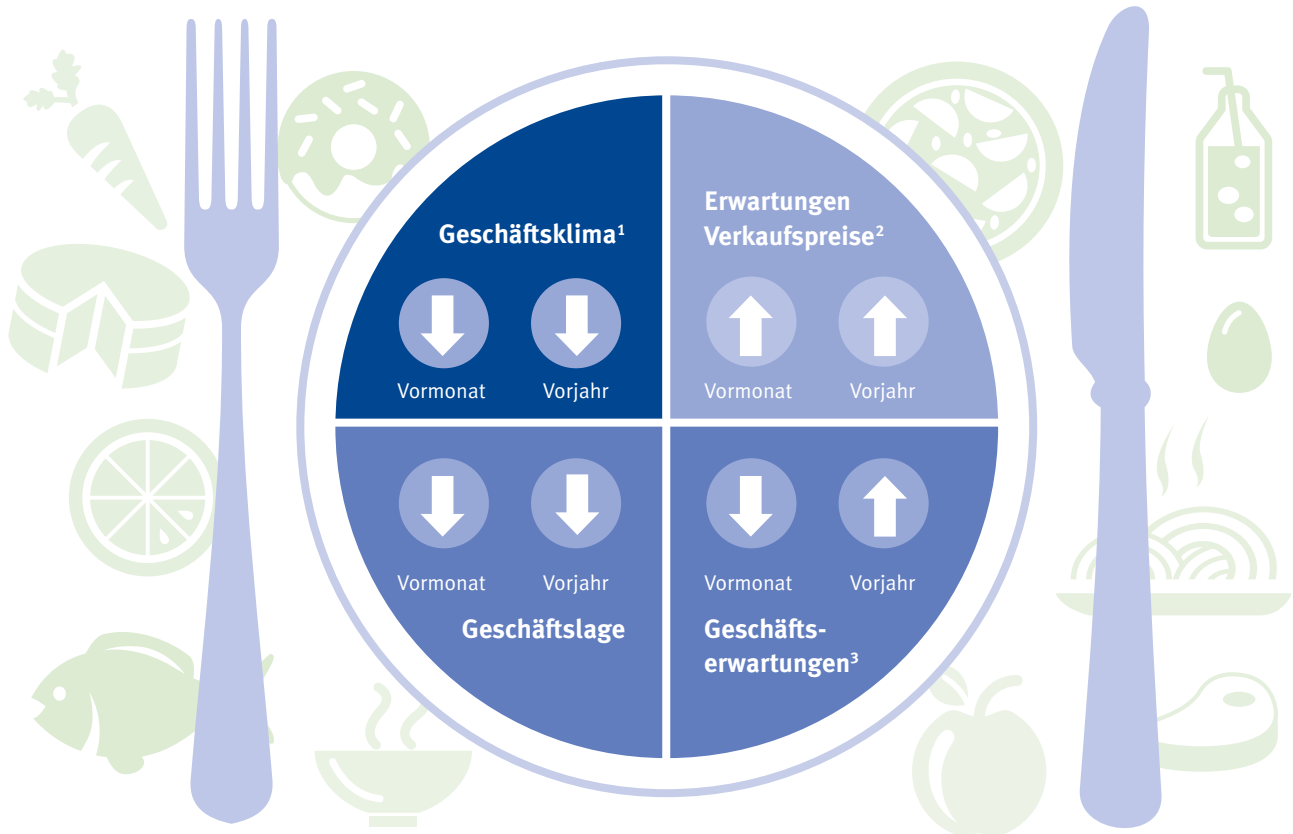 Geschäftsklima¹
Vormonat Vorjahr
Erwartungen
Verkaufspreise²
Vormonat Vorjahr
Vormonat Vorjahr
Geschäftslage
Vormonat Vorjahr
Geschäfts-
erwartungen³